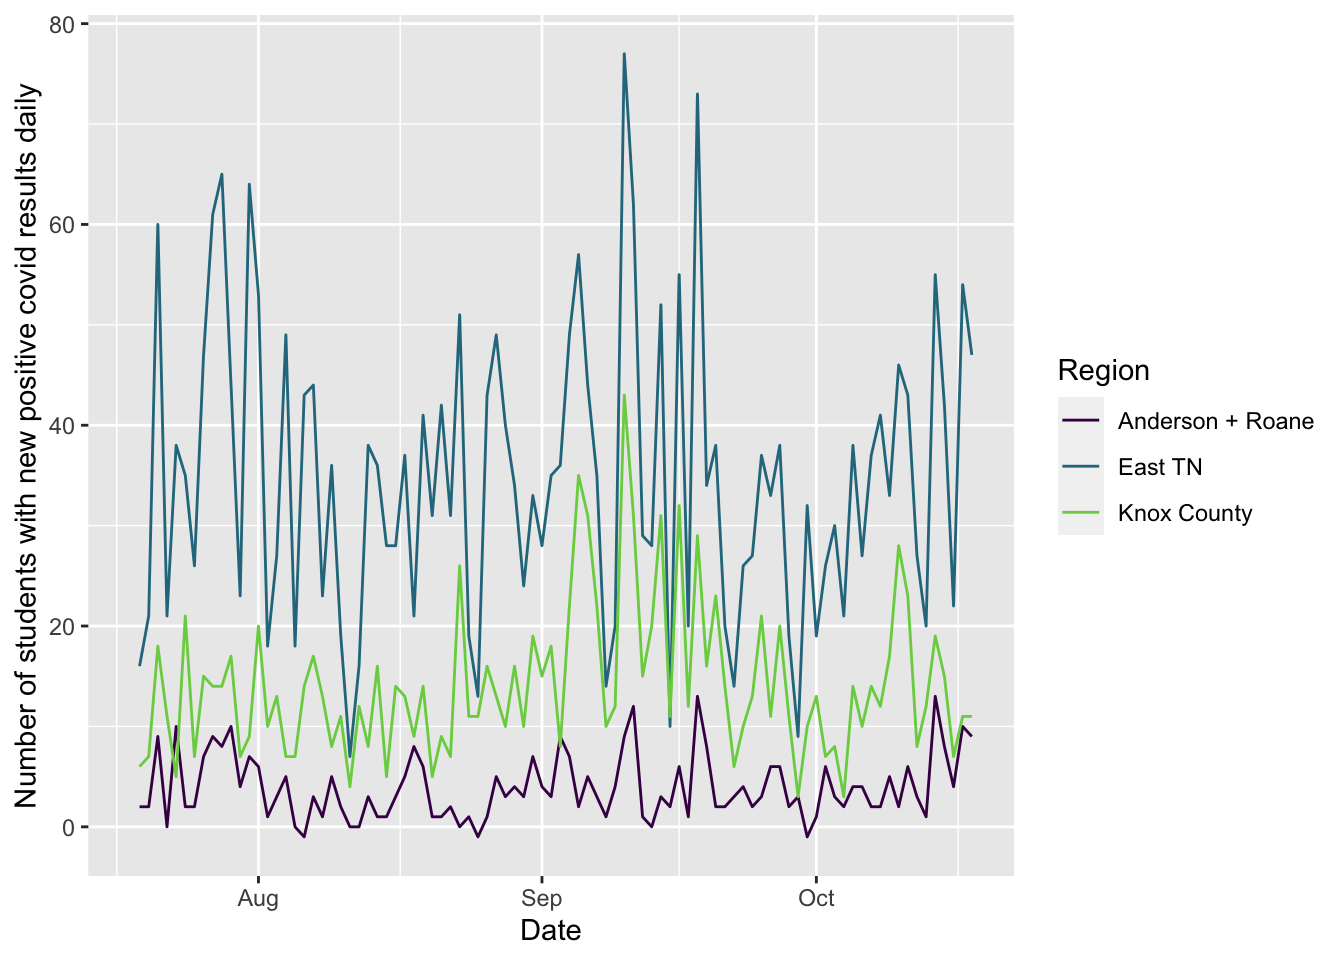 Number of students with new positive covid results daily
80
60
40
20
0
Aug
Sep
Oct
Date
Region
Anderson + Roane
East TN
Knox County